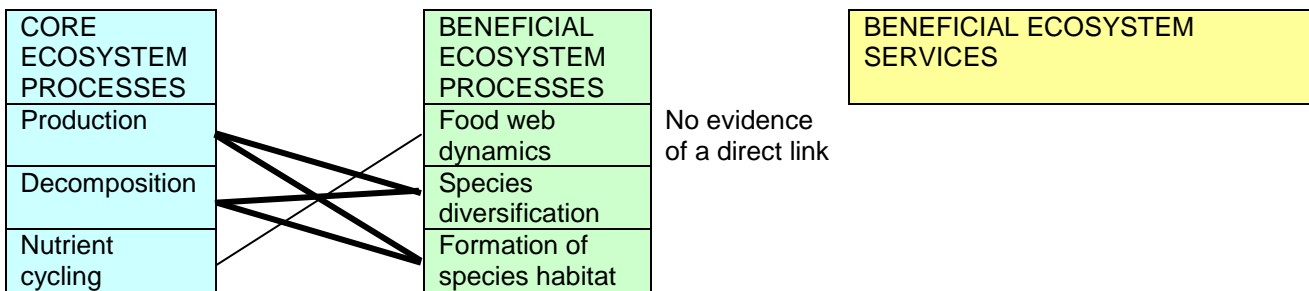 CORE
ECOSYSTEM
PROCESSES
Production
Decomposition
Nutrient
cycling
BENEFICIAL
ECOSYSTEM
PROCESSES
Food web
dynamics
Species
diversification
Formation of
species habitat
No evidence
of a direct link
BENEFICIAL ECOSYSTEM
SERVICES